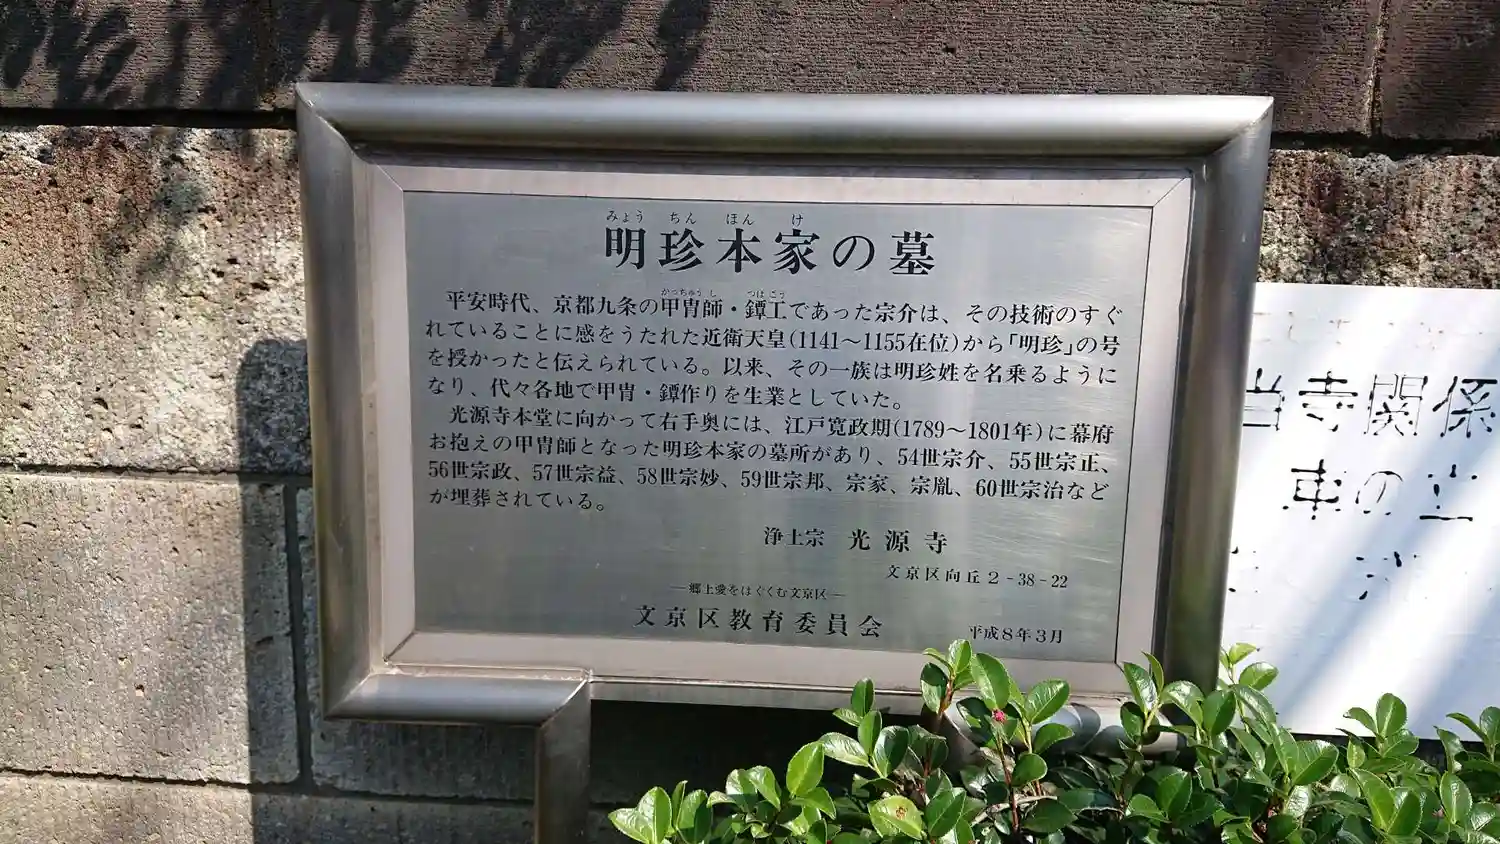 みょう ちん ほん け
明珍本家の墓
かっちゅうし つばこう
平安時代、京都九条の甲冑師・鐔工であった宗介は、その技術のすぐ
れていることに感をうたれた近衛天皇(1141〜1155在位)から「明珍」の号
を授かったと伝えられている。以来、その一族は明珍姓を名乗るように
なり、代々各地で甲冑・鐔作りを生業としていた。
光源寺本堂に向かって右手奥には、江戸寛政期(1789〜1801年)に幕府
お抱えの甲冑師となった明珍本家の墓所があり、54世宗介、55世宗正、
56世宗政、57世宗益、58世宗妙、59世宗邦、宗家、宗胤、60世宗治など
が埋葬されている。
浄土宗 光源寺
文京区向丘2-38-22
—郷土愛をはぐくむ文京区—
文京区教育委員会
平成8年3月
当寺関係
車の